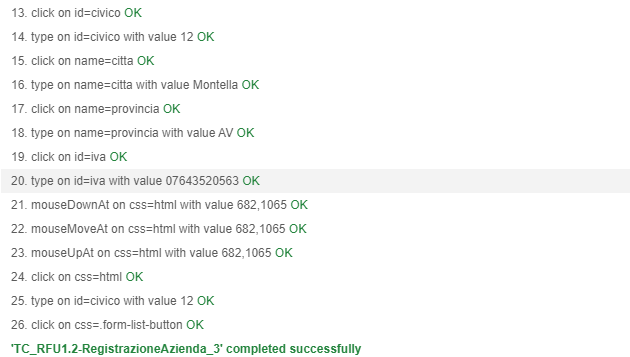 13. click on id=civico OK
14. type on id=civico with value 12 OK
15. click on name=citta OK
16. type on name=citta with value Montella OK
17. click on name=provincia OK
18. type on name=provincia with value AV OK
19. click on id=iva OK
20. type on id=iva with value 07643520563 OK
21. mouseDownAt on css=html with value 682,1065 OK
22. mouseMoveAt on css=html with value 682,1065 OK
23. mouseUpAt on css=html with value 682,1065 OK
24. click on css=html OK
25. type on id=civico with value 12 OK
26. click on css=.form-list-button OK
'TC_RFU1.2-RegistrazioneAzienda_3' completed successfully